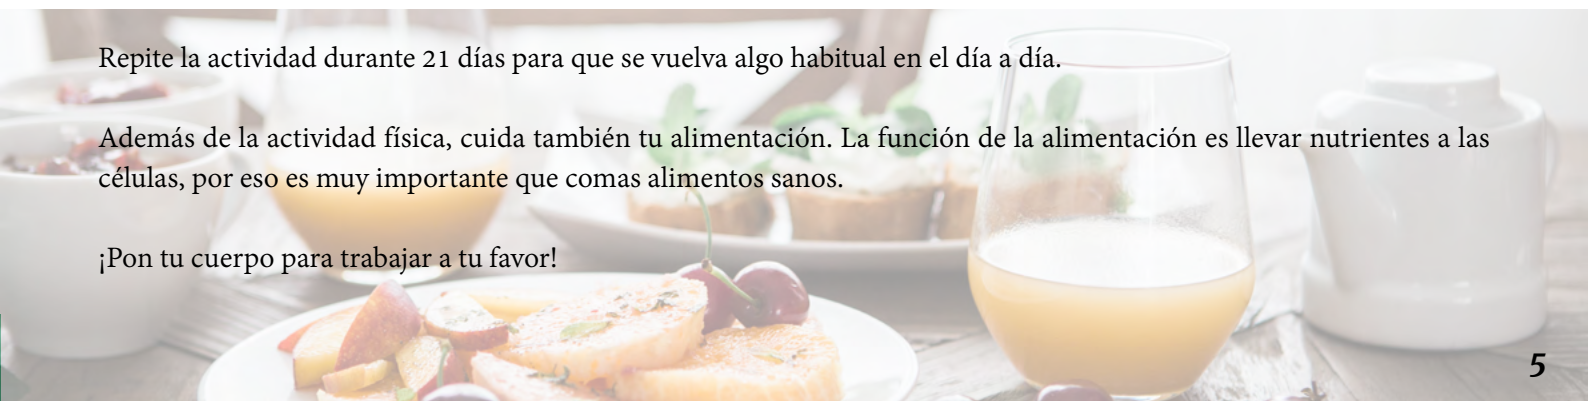 Repite la actividad durante 21 días para que se vuelva algo habitual en el día a día.
Además de la actividad física, cuida también tu alimentación. La función de la alimentación es llevar nutrientes a las
células, por eso es muy importante que comas alimentos sanos.
¡Pon tu cuerpo para trabajar a tu favor!
5